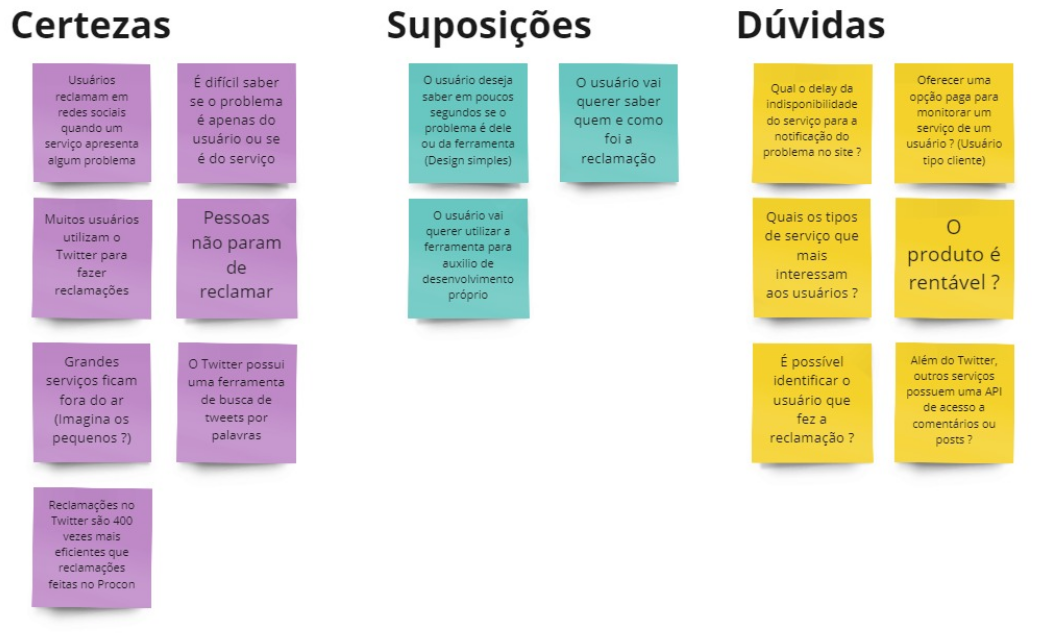 Certezas
Usuários
reclamam em
redes sociais
quando um
serviço apresenta
algum problema
É difícil saber
se o problema
é apenas do
usuário ou se
é do serviço
Muitos usuários
utilizam o
Twitter para
fazer
reclamações
Pessoas
não param
de
reclamar
Grandes
serviços ficam
fora do ar
(Imagina os
pequenos ?)
O Twitter possui
uma ferramenta
de busca de
tweets por
palavras
Reclamações no
Twitter são 400
vezes mais
eficientes que
reclamações
feitas no Procon
Suposições
O usuário deseja
saber em poucos
segundos se o
problema é dele
ou da ferramenta
(Design simples)
O usuário vai
querer saber
quem e como
foi a
reclamação
O usuário vai
querer utilizar a
ferramenta para
auxilio de
desenvolvimento
próprio
Dúvidas
Qual o delay da
indisponibilidade
do serviço para a
notificação do
problema no site ?
Oferecer uma
opção paga para
monitorar um
serviço de um
usuário ? (Usuário
tipo cliente)
Quais os tipos
de serviço que
mais
interessam
aos usuários ?
O
produto é
rentável ?
É possível
identificar o
usuário que
fez a
reclamação ?
Além do Twitter,
outros serviços
possuem uma API
de acesso a
comentários ou
posts ?